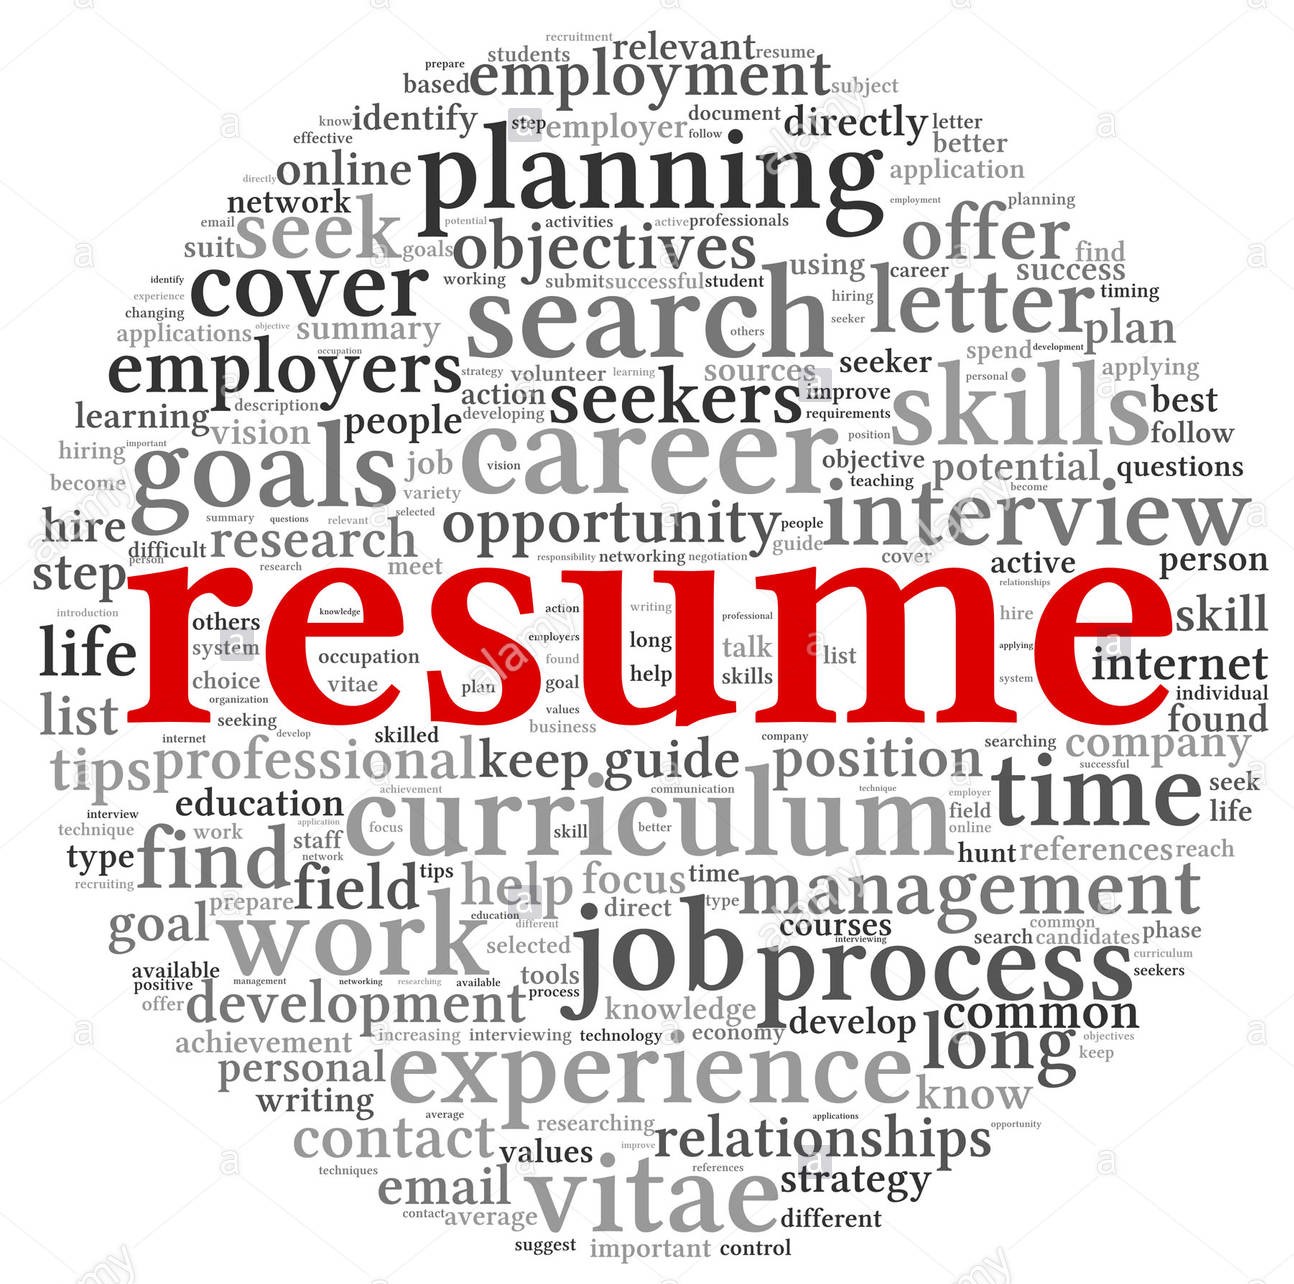 recruitment
students relevant resume
prepare
based employment subject
know identify step employer document directly letter
effective follow better
directly online planning application
network employment planning
email seek potential activities active professionals offer
suit goals objectives find
identify cover working submit successful student using career success
experience search hiring letter timing
changing seeker
applications objective summary others plan
occupation spend development
employers strategy volunteer learning sources seeker personal applying
description action seekers improve skills best
learning people developing requirements
important vision career position follow
hiring goals job vision objective potential questions
become variety teaching become
hire summary questions relevant selected opportunity people interview
difficult research guide
person research meet responsibility networking negotiation cover active person
step resume relationships
introduction others knowledge action writing professional hire skill
life system occupation employers long talk list applying internet
choice vitae found help skills system
organization plan goal individual
list seeking values found
develop business
internet skilled company searching company
tips professional keep guide position successful
achievement communication technique employer time seek
education curriculum field life
interview application online
technique work staff focus skill better
type find network hunt references reach
recruiting field tips help focus time management
prepare type
goal work education different direct courses common phase
selected job interviewing search candidates
available process curriculum
positive management networking researching available tools seekers
offer development process knowledge develop common
achievement increasing interviewing technology economy long objectives
personal experience keep
writing know
average researching applications opportunity
contact values improve relationships
techniques references
email vitae strategy
contact average different
suggest important control
alamy